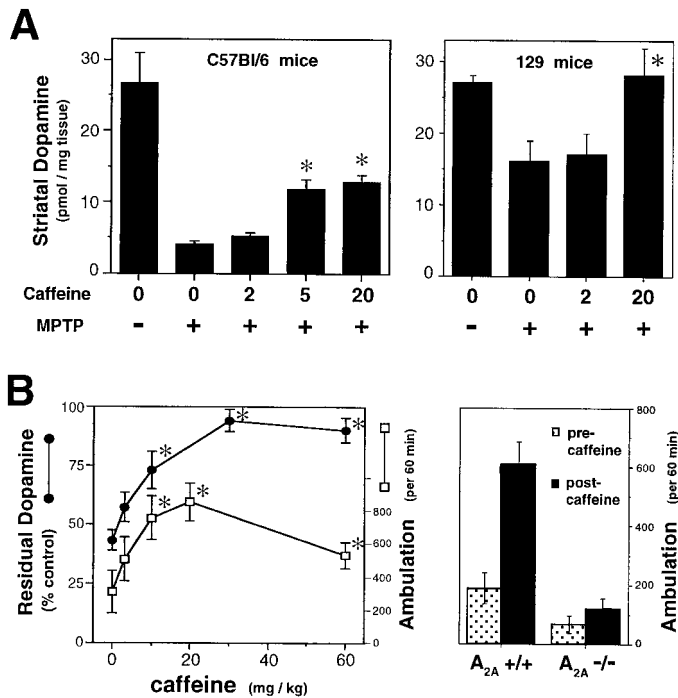 A
C57Bl/6 mice
129 mice
Striatal Dopamine
(pmol / mg tissue)
30
20
10
0
30
20
10
0
Caffeine 0 0 2 5 20 0 0 2 20
MPTP - + + + + - + + +
* * *
B
Residual Dopamine
(% control)
100
75
50
25
Ambulation (per 60 min)
800
600
400
200
0
* * * * * *
0 20 40 60
caffeine (mg / kg)
pre-caffeine
post-caffeine
Ambulation (per 60 min)
800
600
400
200
0
A2A +/+ A2A -/-